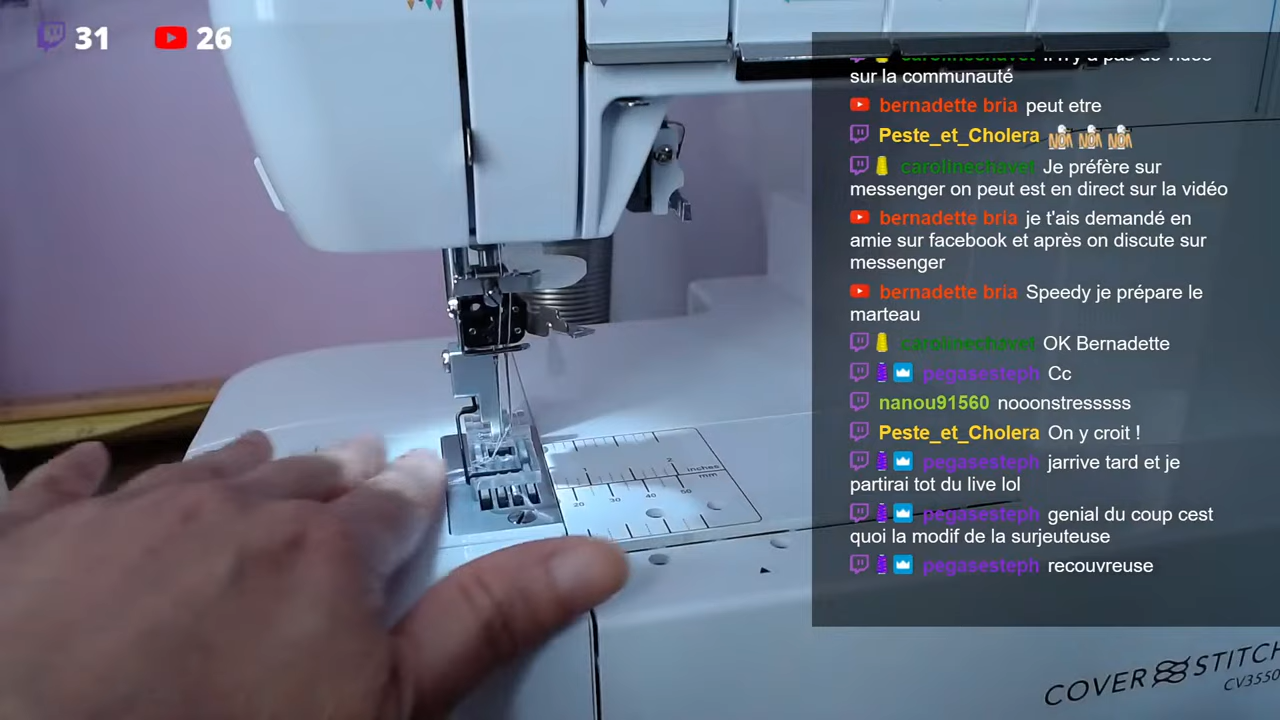 31
26
sur la communauté
bernadette bria peut etre
Peste_et_Cholera NON NON NON
carolinechavet Je préfère sur
messenger on peut est en direct sur la vidéo
bernadette bria je t'ais demandé en
amie sur facebook et après on discute sur
messenger
bernadette bria Speedy je prépare le
marteau
carolinechavet OK Bernadette
pegasesteph Cc
nanou91560 nooonstresssss
Peste_et_Cholera On y croit !
pegasesteph jarrive tard et je
partirai tot du live lol
pegasesteph genial du coup cest
quoi la modif de la surjeuteuse
pegasesteph recouvreuse
2
inches
mm
20 30 40 50
COVER STITCH
CV3550